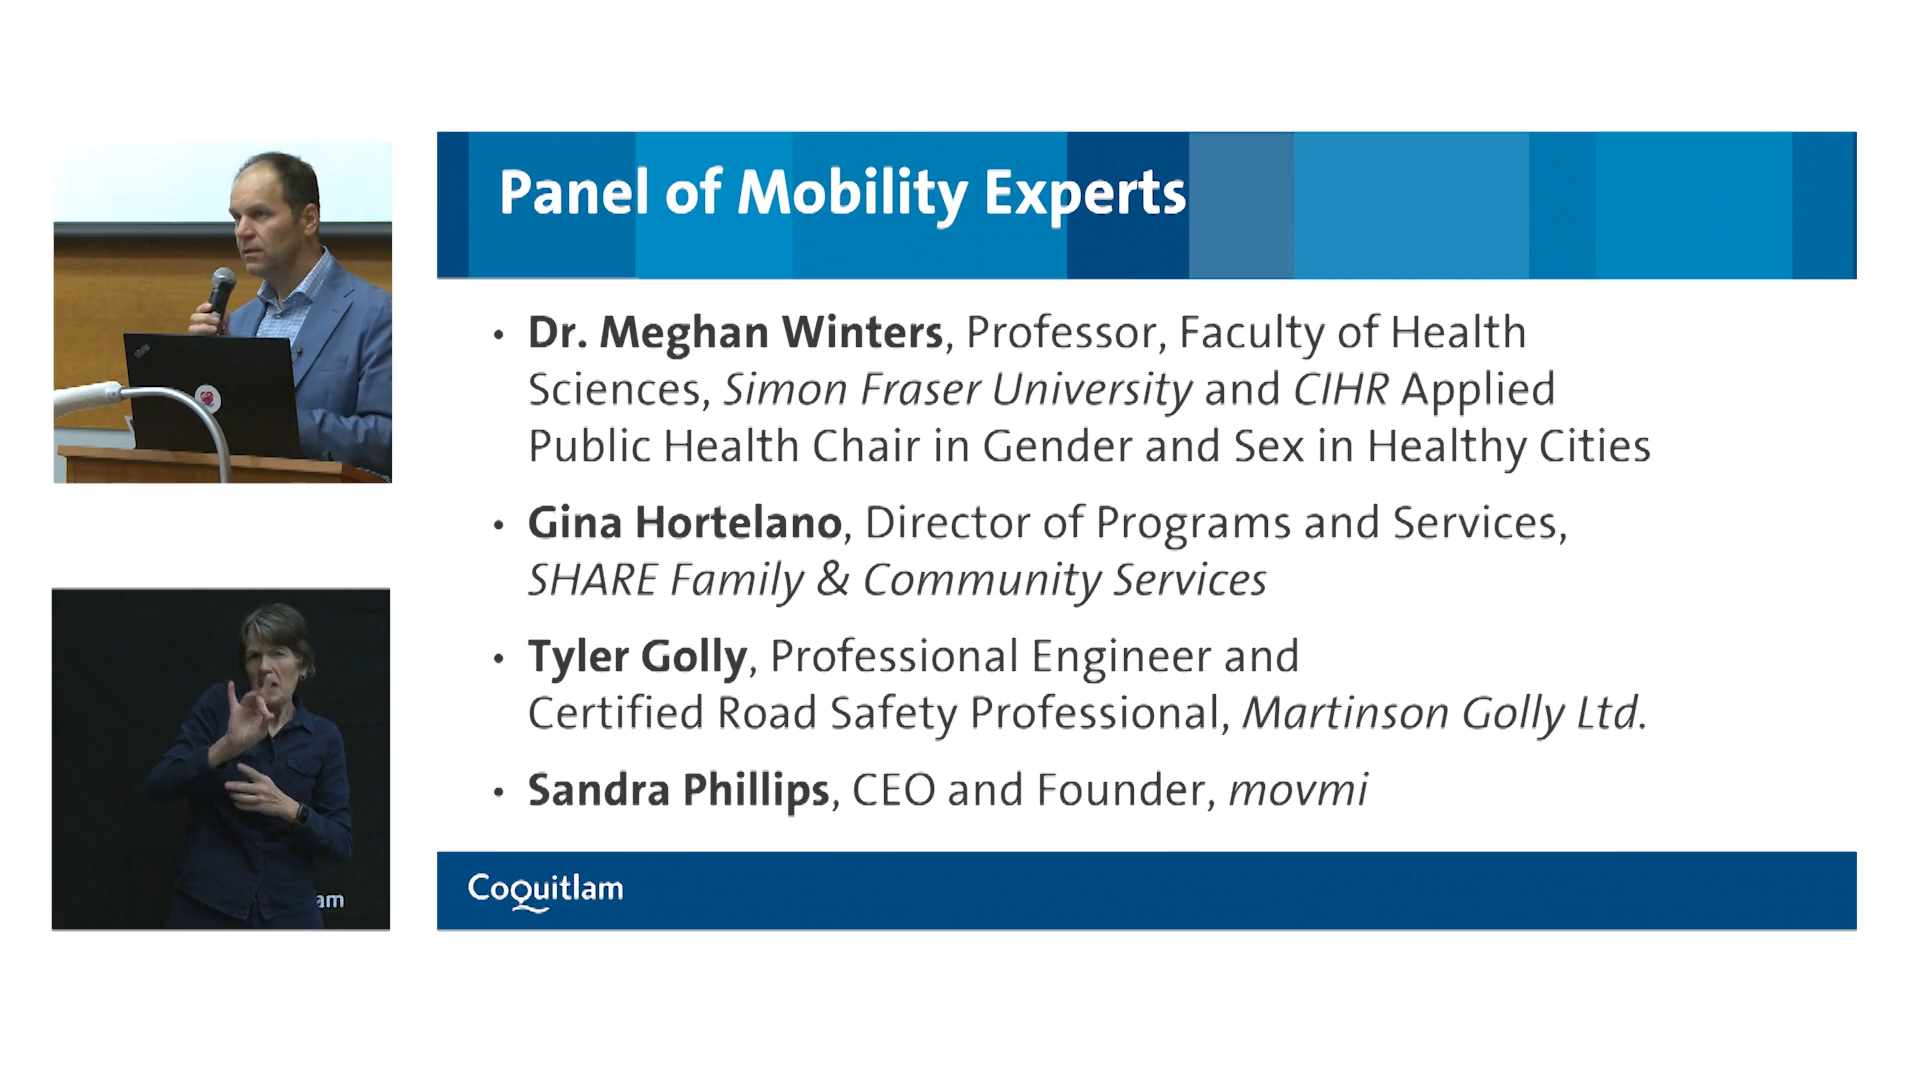 Panel of Mobility Experts
• Dr. Meghan Winters, Professor, Faculty of Health
Sciences, Simon Fraser University and CIHR Applied
Public Health Chair in Gender and Sex in Healthy Cities
• Gina Hortelano, Director of Programs and Services,
SHARE Family & Community Services
• Tyler Golly, Professional Engineer and
Certified Road Safety Professional, Martinson Golly Ltd.
• Sandra Phillips, CEO and Founder, movmi
Coquitlam
am